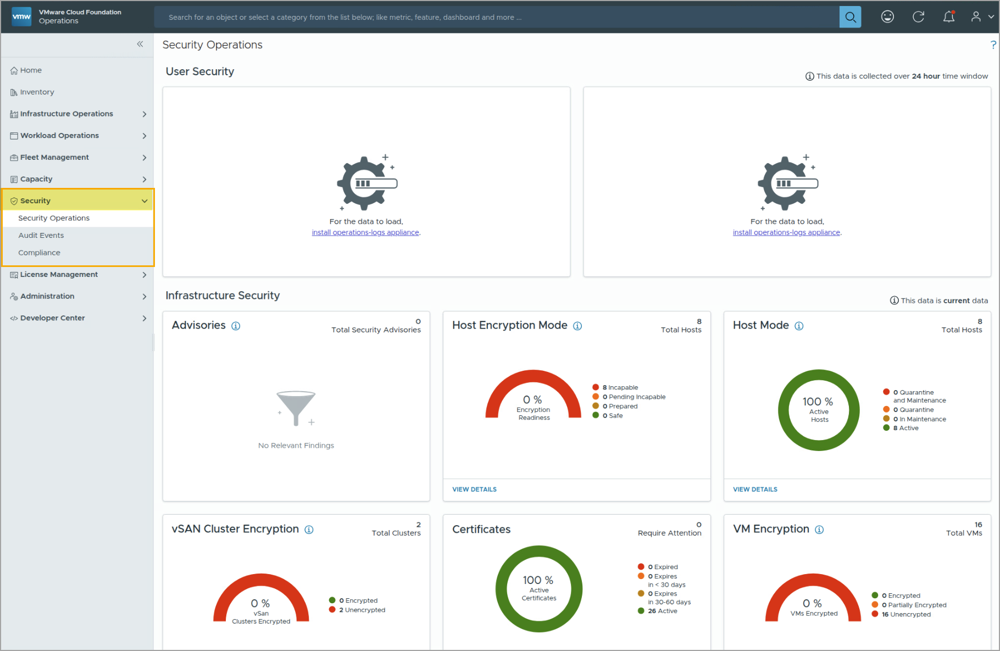 vmw
VMware Cloud Foundation
Operations
Search for an object or select a category from the list below; like metric, feature, dashboard and more ...
Home
Inventory
Infrastructure Operations
Workload Operations
Fleet Management
Capacity
Security
Security Operations
Audit Events
Compliance
License Management
Administration
Developer Center
Security Operations
?
User Security
This data is collected over 24 hour time window
For the data to load,
install operations-logs appliance.
For the data to load,
install operations-logs appliance.
Infrastructure Security
This data is current data
Advisories
0
Total Security Advisories
No Relevant Findings
Host Encryption Mode
8
Total Hosts
0 %
Encryption
Readiness
8 Incapable
0 Pending Incapable
0 Prepared
0 Safe
VIEW DETAILS
Host Mode
8
Total Hosts
100 %
Active
Hosts
0 Quarantine
and Maintenance
0 Quarantine
0 In Maintenance
8 Active
VIEW DETAILS
vSAN Cluster Encryption
2
Total Clusters
0 %
vSan
Clusters Encrypted
0 Encrypted
2 Unencrypted
Certificates
0
Require Attention
100 %
Active
Certificates
0 Expired
0 Expires
in < 30 days
0 Expires
in 30-60 days
26 Active
VM Encryption
16
Total VMs
0 %
VMs Encrypted
0 Encrypted
0 Partially Encrypted
16 Unencrypted